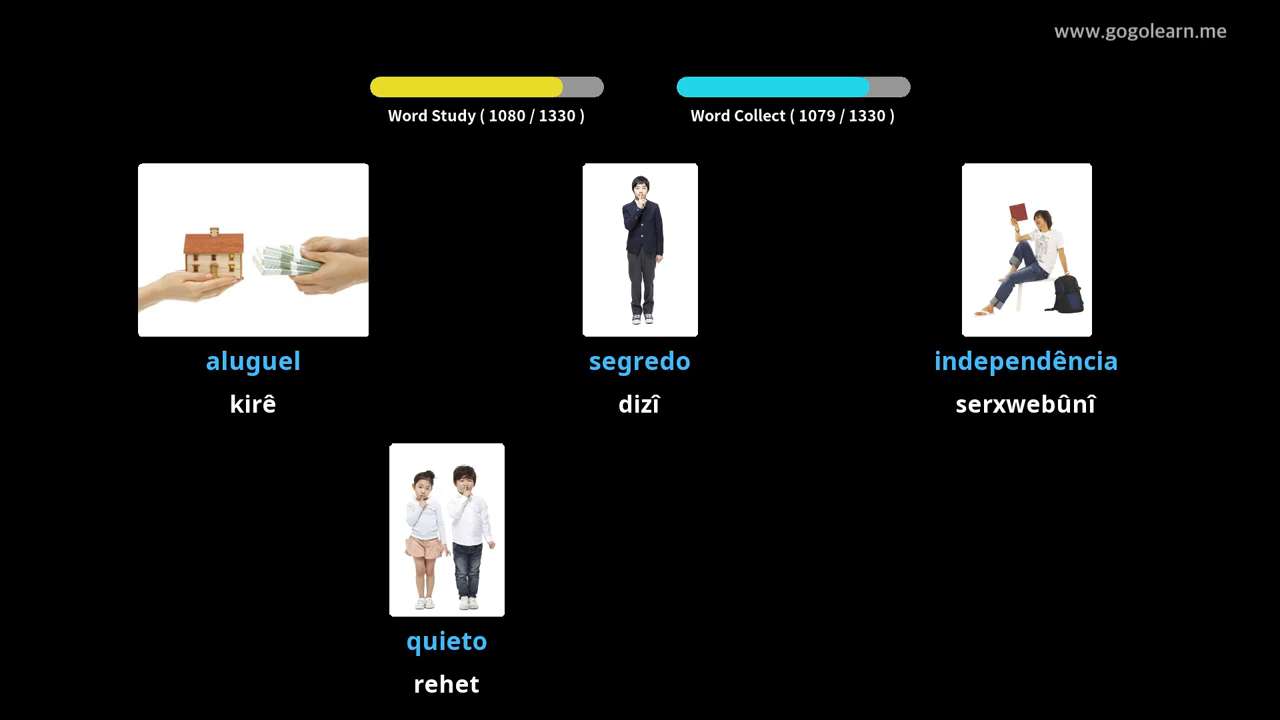 www.gogolearn.me
Word Study ( 1080 / 1330 )
Word Collect ( 1079 / 1330 )
aluguel
kirê
segredo
dizî
independência
serxwebûnî
quieto
rehet